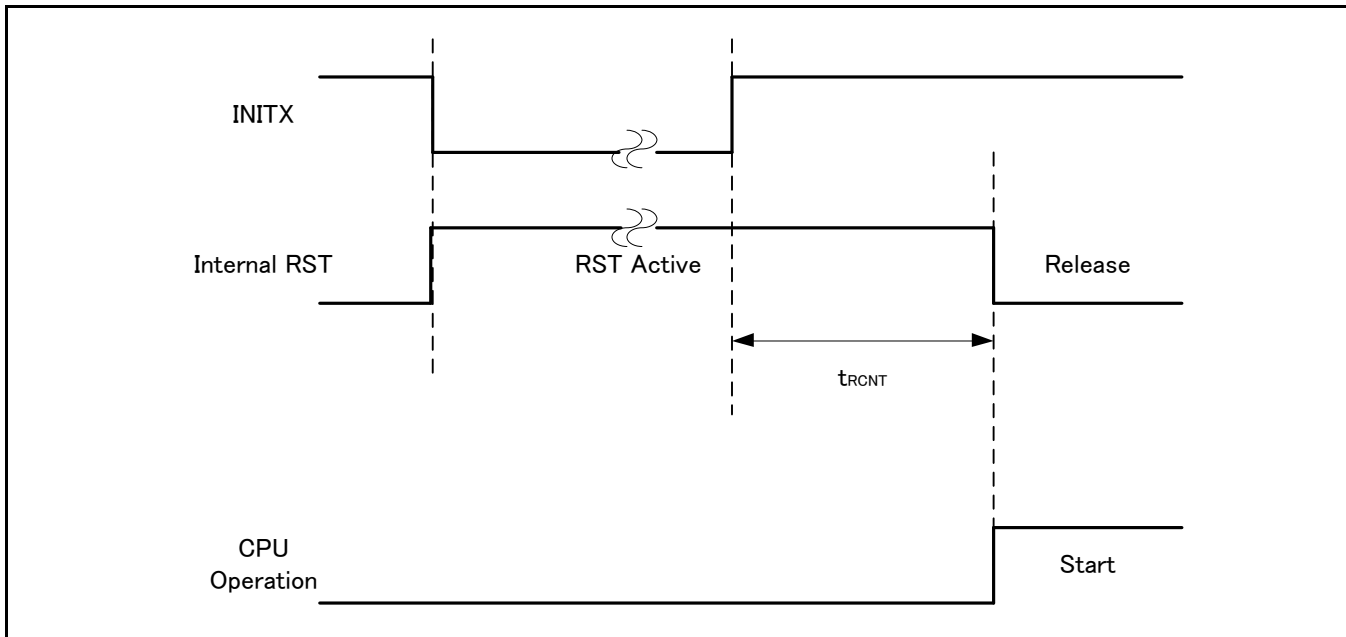 INITX
Internal RST
RST Active
Release
tRCNT
CPU
Operation
Start